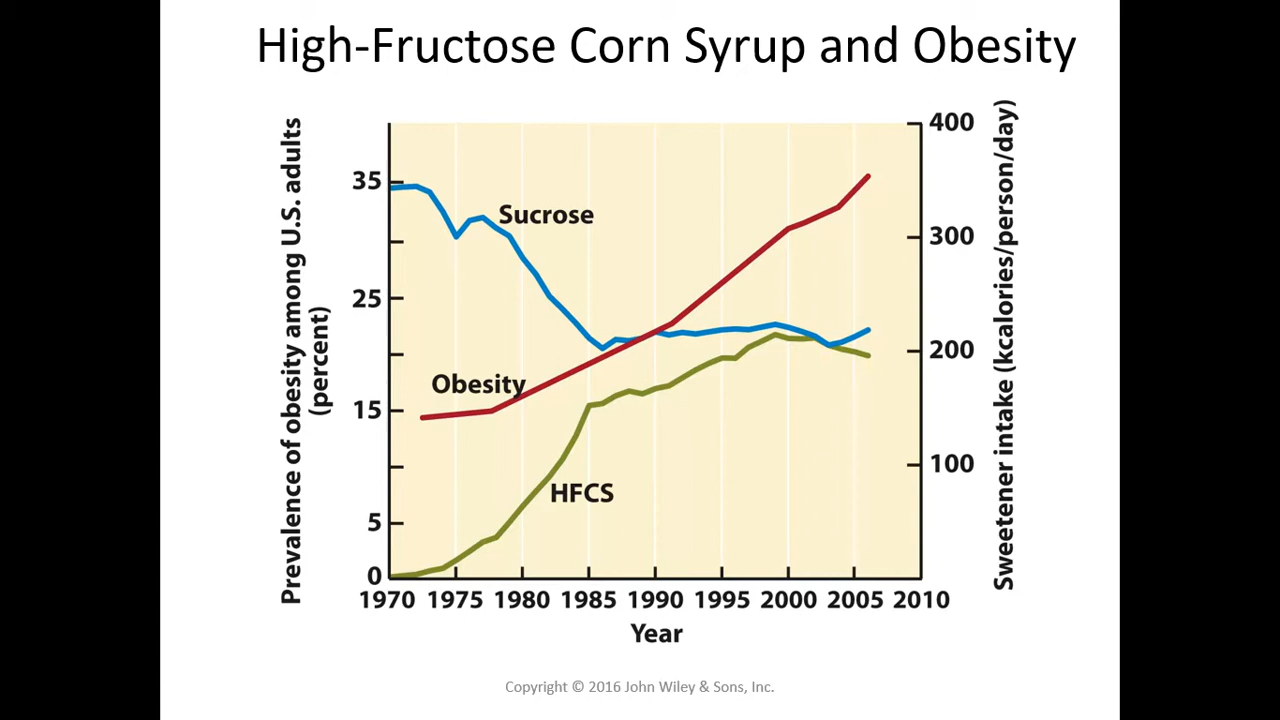 High-Fructose Corn Syrup and Obesity
Prevalence of obesity among U.S. adults
(percent)
35
25
15
5
0
Sucrose
Obesity
HFCS
400
300
200
100
Sweetener intake (kcalories/person/day)
1970 1975 1980 1985 1990 1995 2000 2005 2010
Year
Copyright © 2016 John Wiley & Sons, Inc.